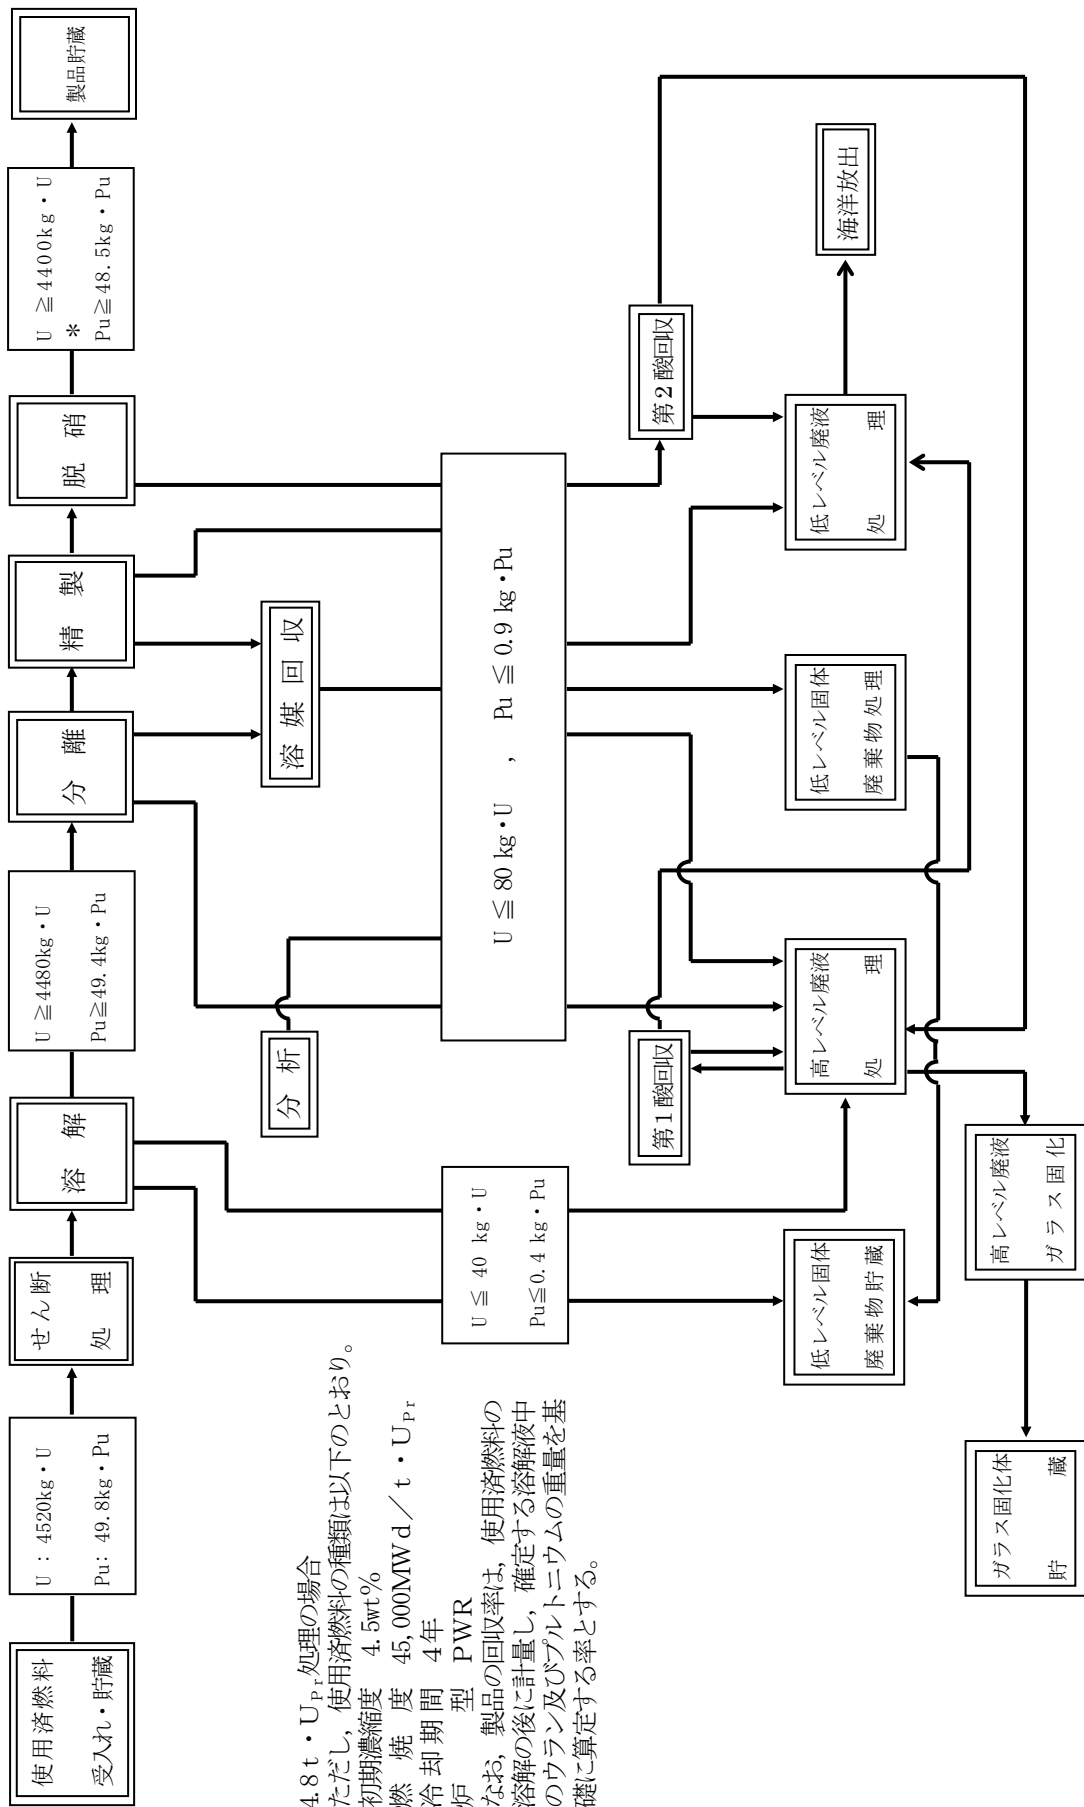 使用済燃料
受入れ・貯蔵
U : 4520kg・U
Pu: 49.8kg・Pu
せん断
処 理
溶 解
U ≧4480kg・U
Pu≧49.4kg・Pu
分 離
精 製
脱 硝
U ≧4400kg・U
*
Pu≧48.5kg・Pu
製品貯蔵
4.8t・UPr処理の場合
ただし，使用済燃料の種類は以下のとおり。
初期濃縮度 4.5wt%
燃 焼 度 45,000MWd／t・UPr
冷却期間 4年
炉 型 PWR
なお，製品の回収率は，使用済燃料の
溶解の後に計量し，確定する溶解液中
のウラン及びプルトニウムの重量を基
礎に算定する率とする。
分 析
溶 媒 回 収
U ≦ 40 kg・U
Pu≦0.4 kg・Pu
U ≦ 80 kg・U , Pu ≦ 0.9 kg・Pu
第1酸回収
第2酸回収
低レベル固体
廃棄物貯蔵
高レベル廃液
処 理
低レベル固体
廃棄物処理
低レベル廃液
処 理
海洋放出
ガラス固化体
貯 蔵
高レベル廃液
ガラス固化